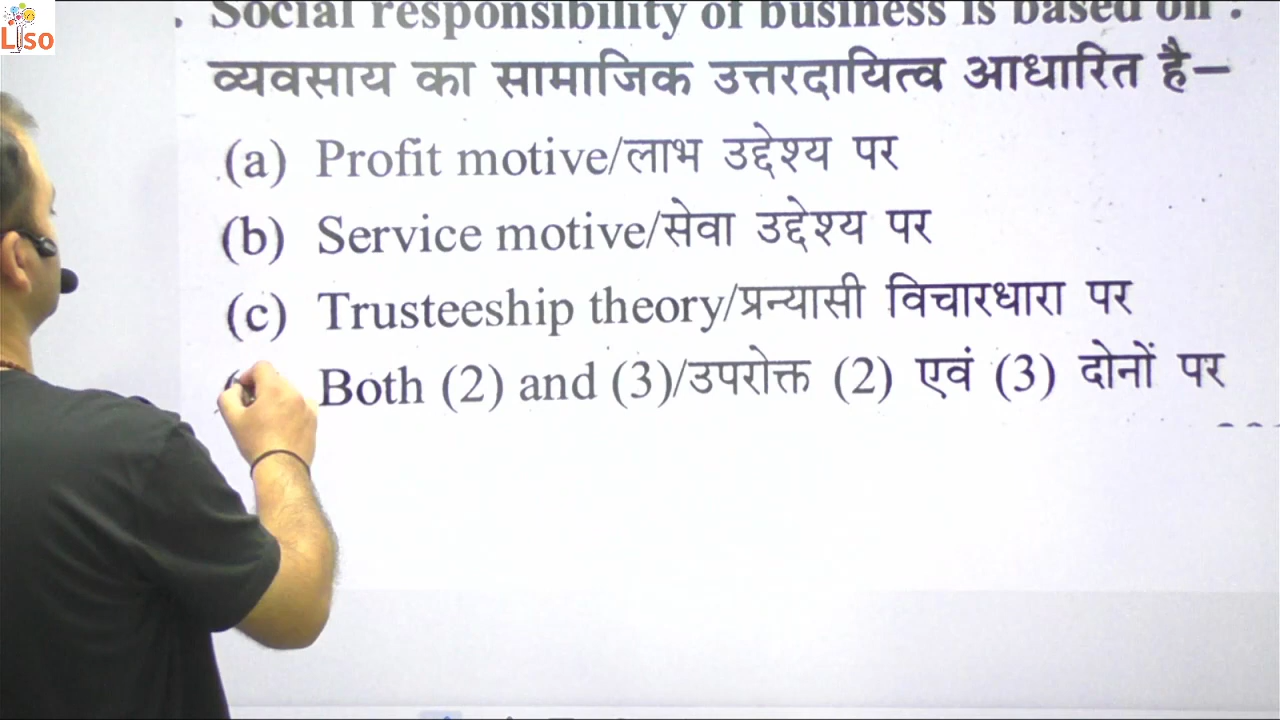 Liso
. Social responsibility of business is based on .
व्यवसाय का सामाजिक उत्तरदायित्व आधारित है–
(a) Profit motive/लाभ उद्देश्य पर
(b) Service motive/सेवा उद्देश्य पर
(c) Trusteeship theory/प्रन्यासी विचारधारा पर
Both (2) and (3)/उपरोक्त (2) एवं (3) दोनों पर